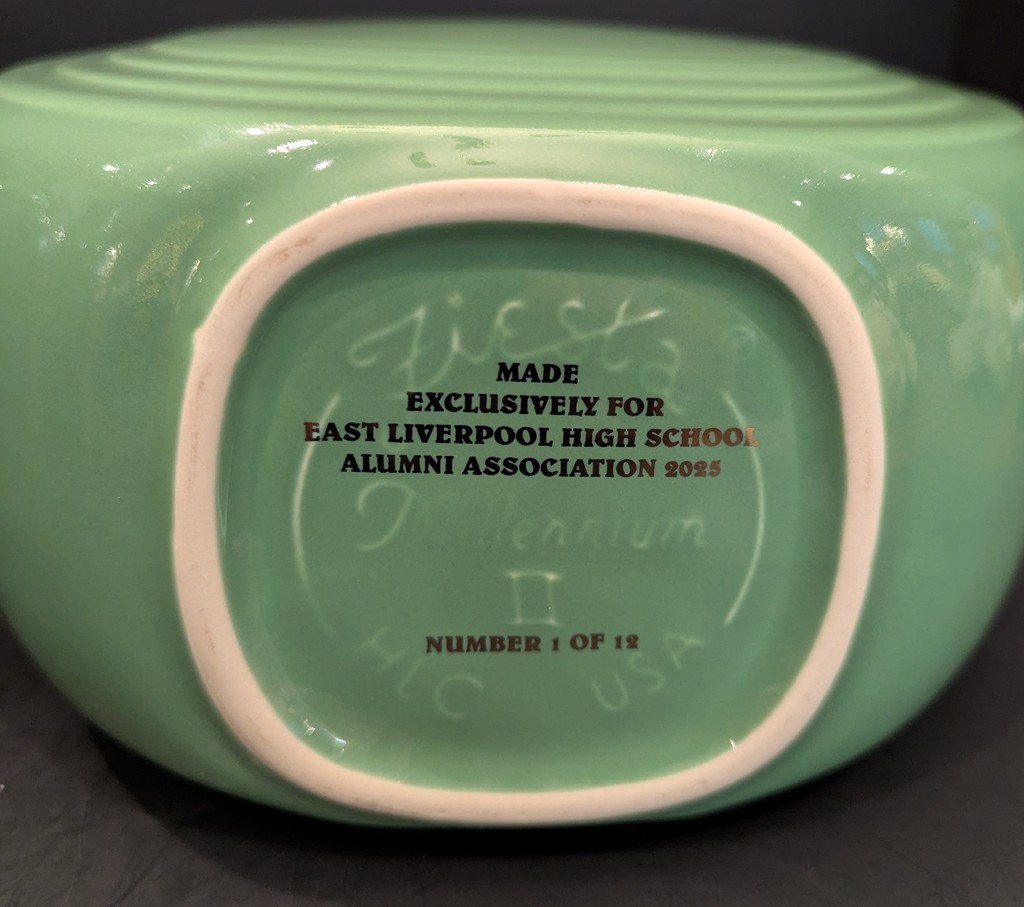 Fiesta
MADE
EXCLUSIVELY FOR
EAST LIVERPOOL HIGH SCHOOL
ALUMNI ASSOCIATION 2025
Millennium
II
NUMBER 1 OF 12
HLC USA